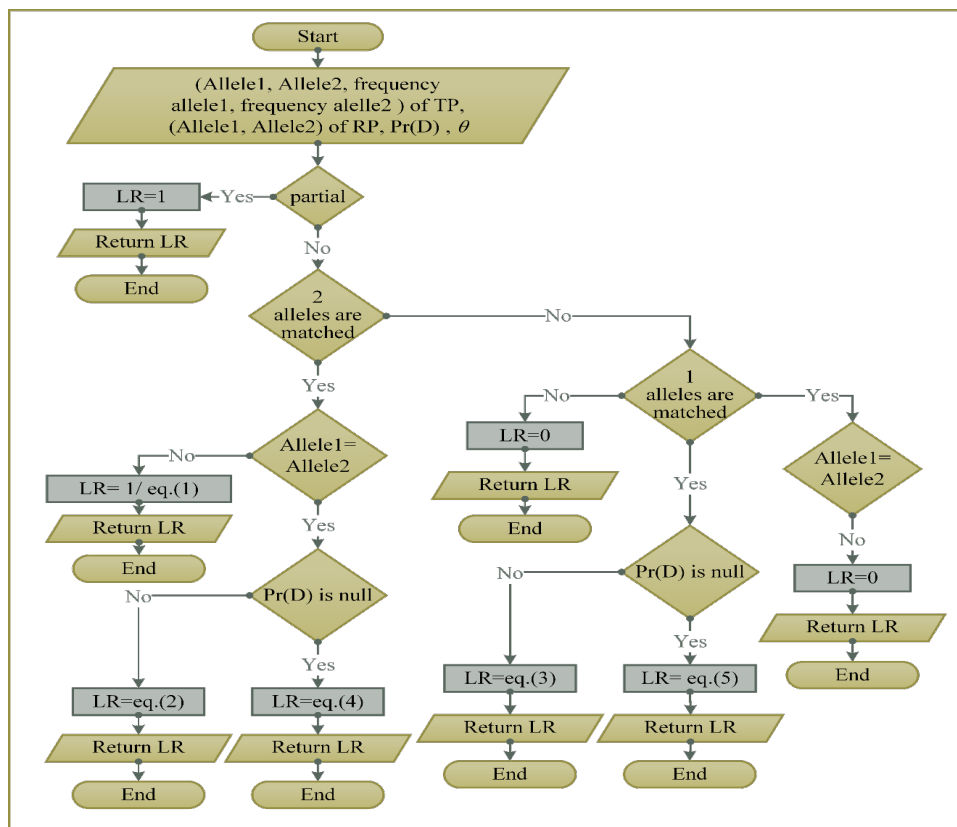 Start
(Allele1, Allele2, frequency
allele1, frequency alelle2 ) of TP,
(Allele1, Allele2) of RP, Pr(D) , θ
partial
Yes
LR=1
Return LR
End
No
2
alleles are
matched
No
Yes
Allele1=
Allele2
No
LR= 1/ eq.(1)
Return LR
End
Yes
Pr(D) is null
No
LR=eq.(2)
Return LR
End
Yes
LR=eq.(4)
Return LR
End
1
alleles are
matched
No
LR=0
Return LR
End
Yes
Pr(D) is null
No
LR=eq.(3)
Return LR
End
Yes
LR= eq.(5)
Return LR
End
Yes
Allele1=
Allele2
No
LR=0
Return LR
End